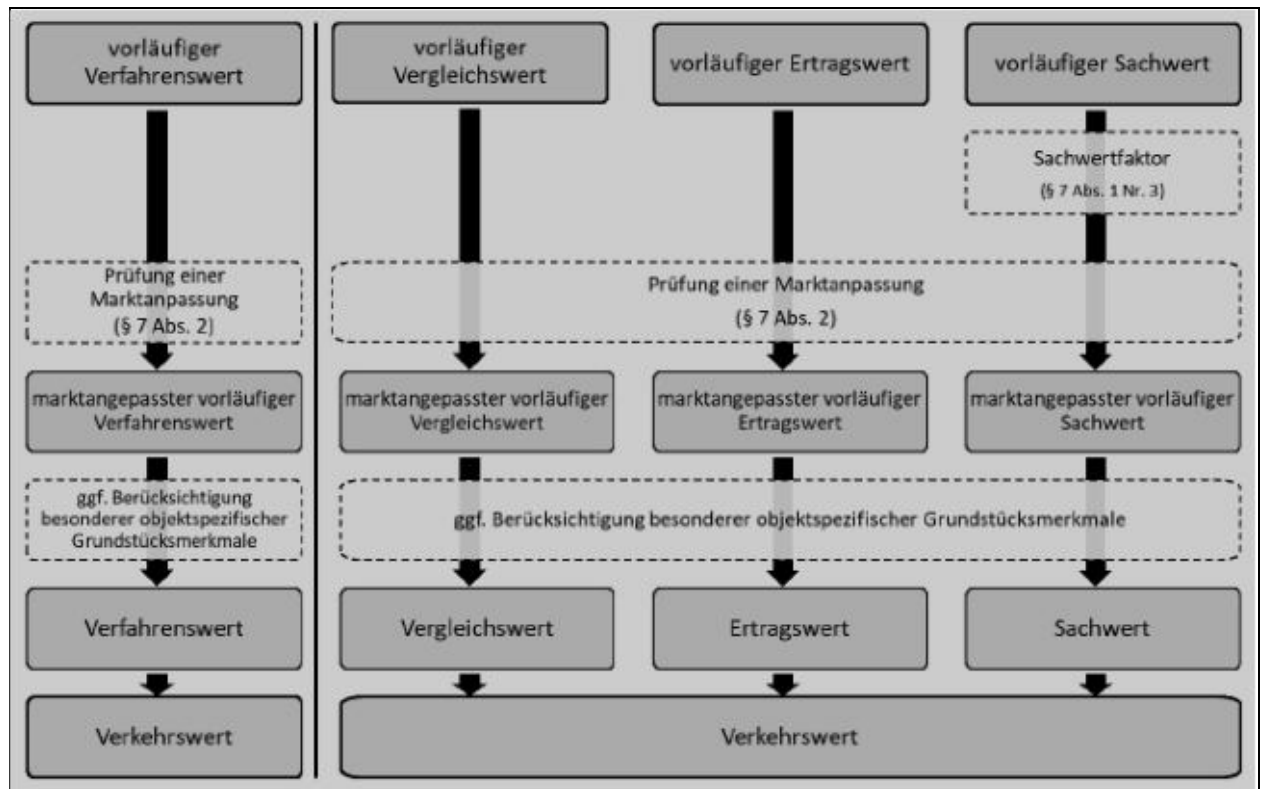 vorläufiger
Verfahrenswert
vorläufiger
Vergleichswert
vorläufiger Ertragswert
vorläufiger Sachwert
Sachwertfaktor
(§ 7 Abs. 1 Nr. 3)
Prüfung einer
Marktanpassung
(§ 7 Abs. 2)
Prüfung einer Marktanpassung
(§ 7 Abs. 2)
marktangepasster vorläufiger
Verfahrenswert
marktangepasster vorläufiger
Vergleichswert
marktangepasster vorläufiger
Ertragswert
marktangepasster vorläufiger
Sachwert
ggf. Berücksichtigung
besonderer objektspezifischer
Grundstücksmerkmale
ggf. Berücksichtigung besonderer objektspezifischer Grundstücksmerkmale
Verfahrenswert
Vergleichswert
Ertragswert
Sachwert
Verkehrswert
Verkehrswert